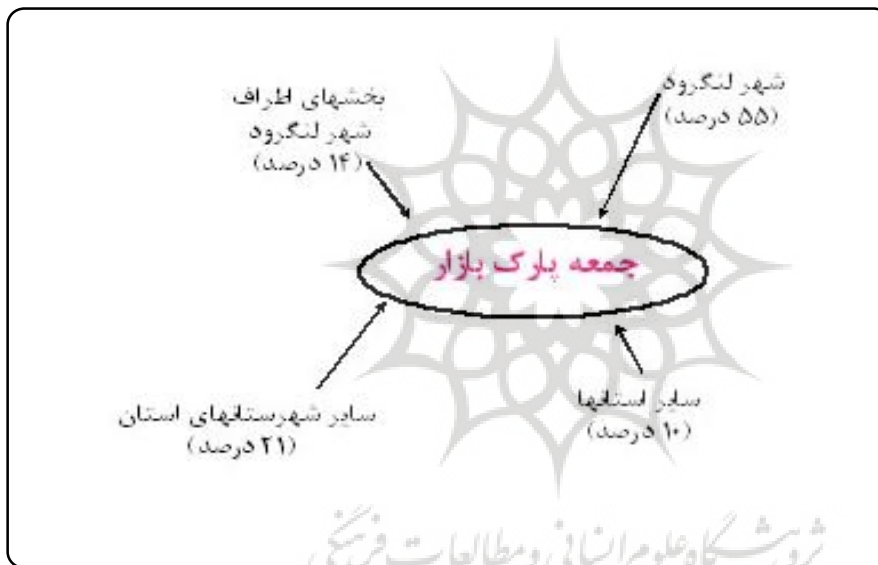 شهر لنگرود
(۵۵ درصد)
بخشهای اطراف
شهر لنگرود
(۱۴ درصد)
جمعه پارک بازار
سایر استانها
(۱۰ درصد)
سایر شهرستانهای استان
(۲۱ درصد)
پژوهشگاه علوم انسانی و مطالعات فرهنگی